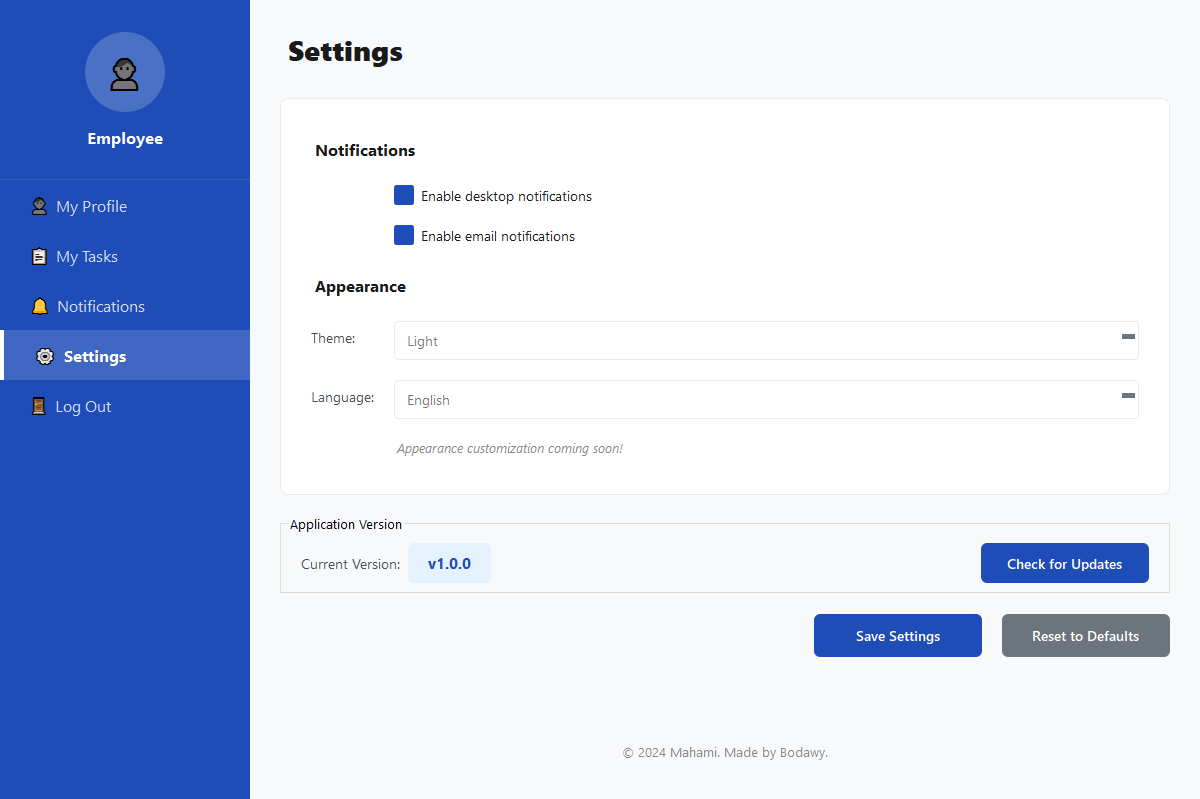 Employee
My Profile
My Tasks
Notifications
Settings
Log Out
Settings
Notifications
Enable desktop notifications
Enable email notifications
Appearance
Theme: Light
Language: English
Appearance customization coming soon!
Application Version
Current Version: v1.0.0 Check for Updates
Save Settings Reset to Defaults
© 2024 Mahami. Made by Bodawy.